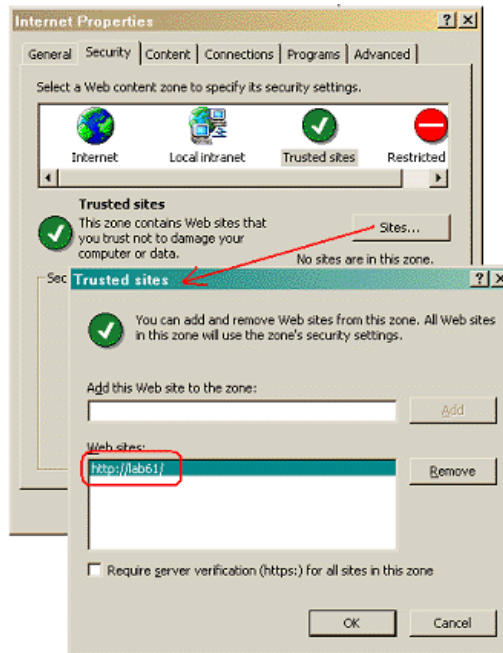 Internet Properties
General Security Content Connections Programs Advanced
Select a Web content zone to specify its security settings.
Internet Local intranet Trusted sites Restricted
Trusted sites
This zone contains Web sites that
you trust not to damage your
computer or data.
Sites...
No sites are in this zone.
Sec
Trusted sites
You can add and remove Web sites from this zone. All Web sites
in this zone will use the zone's security settings.
Add this Web site to the zone:
Add
Web sites:
http://lab61/
Remove
Require server verification (https:) for all sites in this zone
OK Cancel